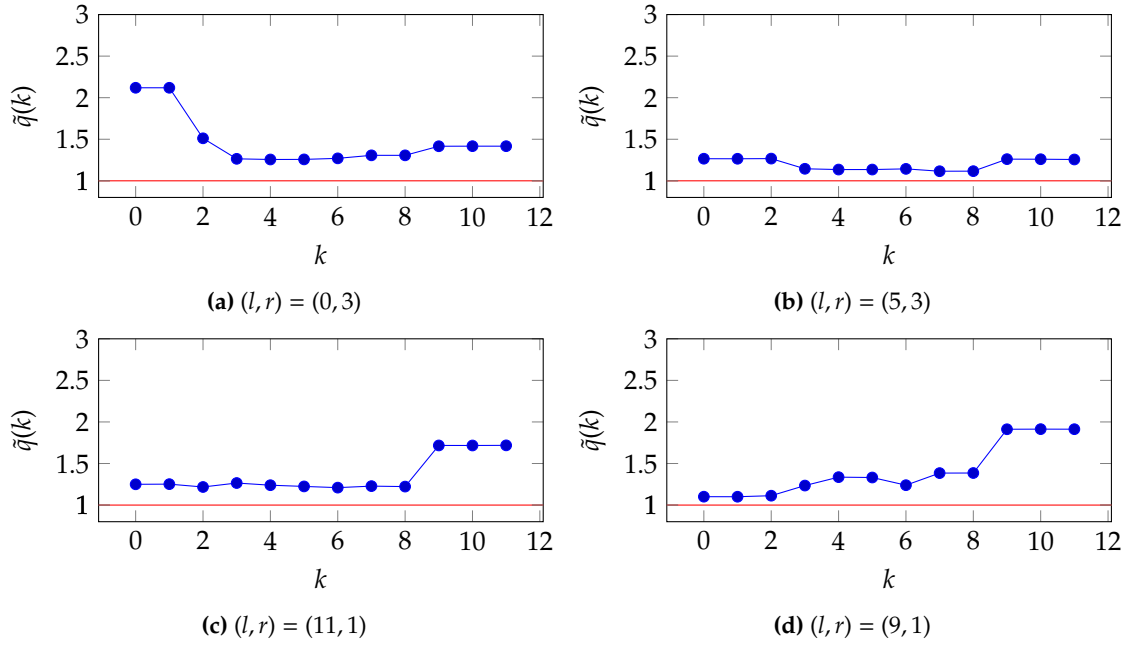 3
2.5
2
1.5
1
0 2 4 6 8 10 12
q̃(k)
k
(a) (l, r) = (0, 3)
3
2.5
2
1.5
1
0 2 4 6 8 10 12
q̃(k)
k
(b) (l, r) = (5, 3)
3
2.5
2
1.5
1
0 2 4 6 8 10 12
q̃(k)
k
(c) (l, r) = (11, 1)
3
2.5
2
1.5
1
0 2 4 6 8 10 12
q̃(k)
k
(d) (l, r) = (9, 1)